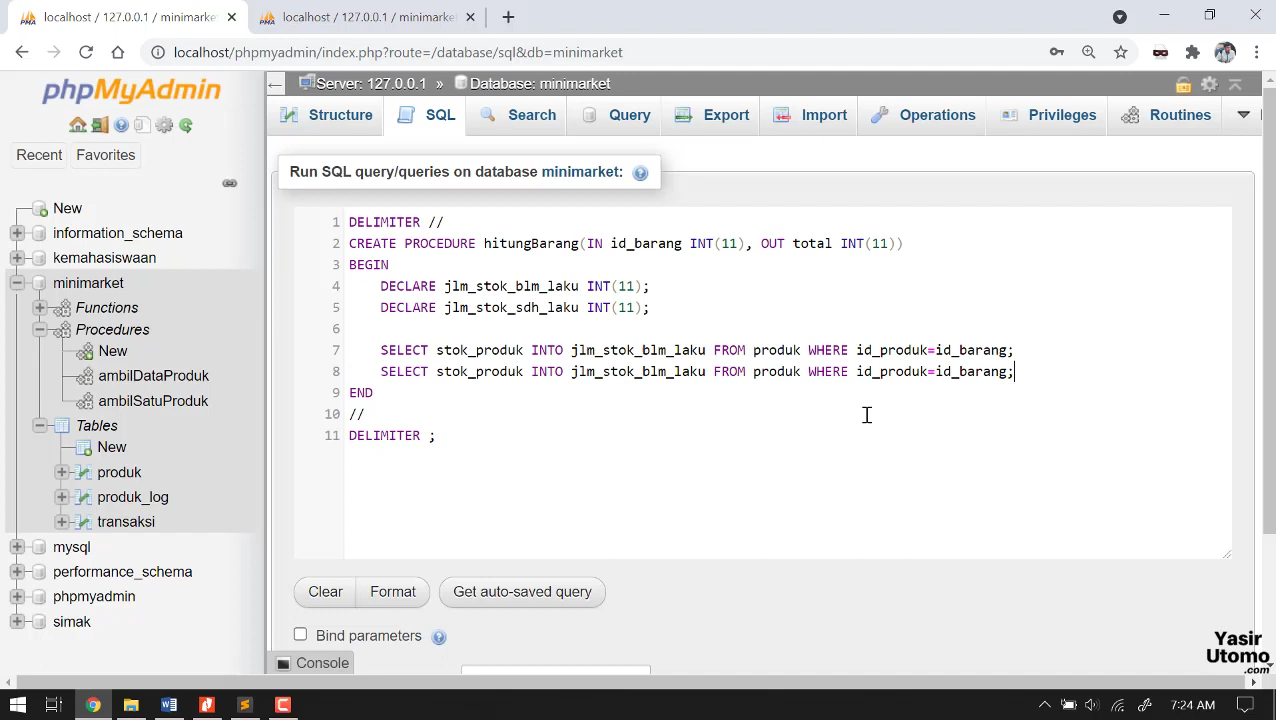 localhost / 127.0.0.1 / minimarke
localhost / 127.0.0.1 / minimarke
localhost/phpmyadmin/index.php?route=/database/sql&db=minimarket
phpMyAdmin
Recent
Favorites
New
information_schema
kemahasiswaan
minimarket
Functions
Procedures
New
ambilDataProduk
ambilSatuProduk
Tables
New
produk
produk_log
transaksi
mysql
performance_schema
phpmyadmin
simak
Server: 127.0.0.1 » Database: minimarket
Structure
SQL
Search
Query
Export
Import
Operations
Privileges
Routines
Run SQL query/queries on database minimarket:
1 DELIMITER //
2 CREATE PROCEDURE hitungBarang(IN id_barang INT(11), OUT total INT(11))
3 BEGIN
4 DECLARE jlm_stok_blm_laku INT(11);
5 DECLARE jlm_stok_sdh_laku INT(11);
6
7 SELECT stok_produk INTO jlm_stok_blm_laku FROM produk WHERE id_produk=id_barang;
8 SELECT stok_produk INTO jlm_stok_blm_laku FROM produk WHERE id_produk=id_barang;
9 END
10 //
11 DELIMITER ;
Clear
Format
Get auto-saved query
Bind parameters
Console
Yasir
Utomo
.com
7:24 AM